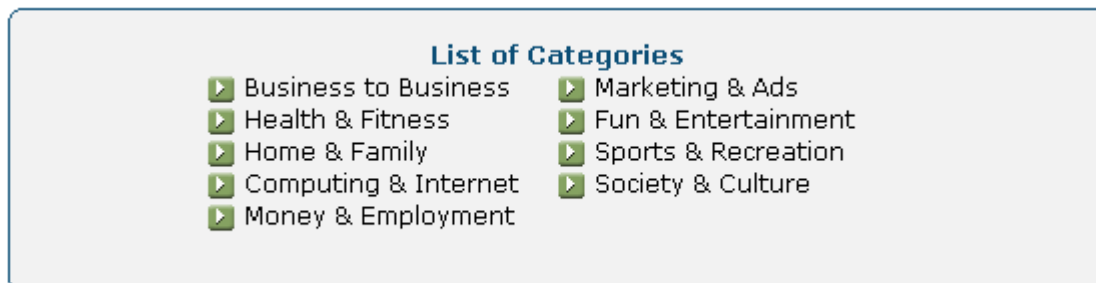 List of Categories
Business to Business
Health & Fitness
Home & Family
Computing & Internet
Money & Employment
Marketing & Ads
Fun & Entertainment
Sports & Recreation
Society & Culture